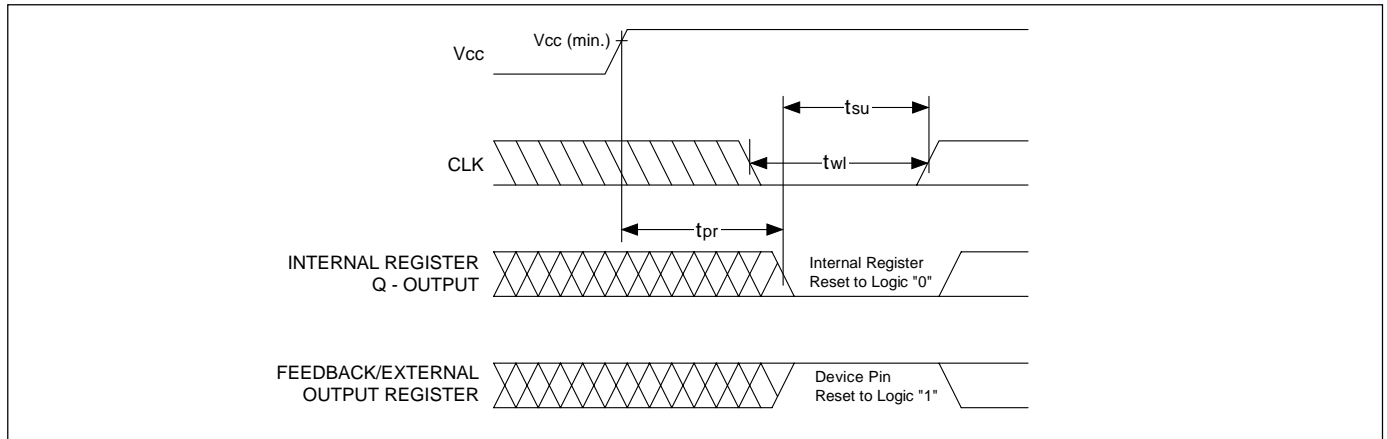 Vcc
Vcc (min.)
tsu
CLK
twl
tpr
INTERNAL REGISTER
Q - OUTPUT
Internal Register
Reset to Logic "0"
FEEDBACK/EXTERNAL
OUTPUT REGISTER
Device Pin
Reset to Logic "1"